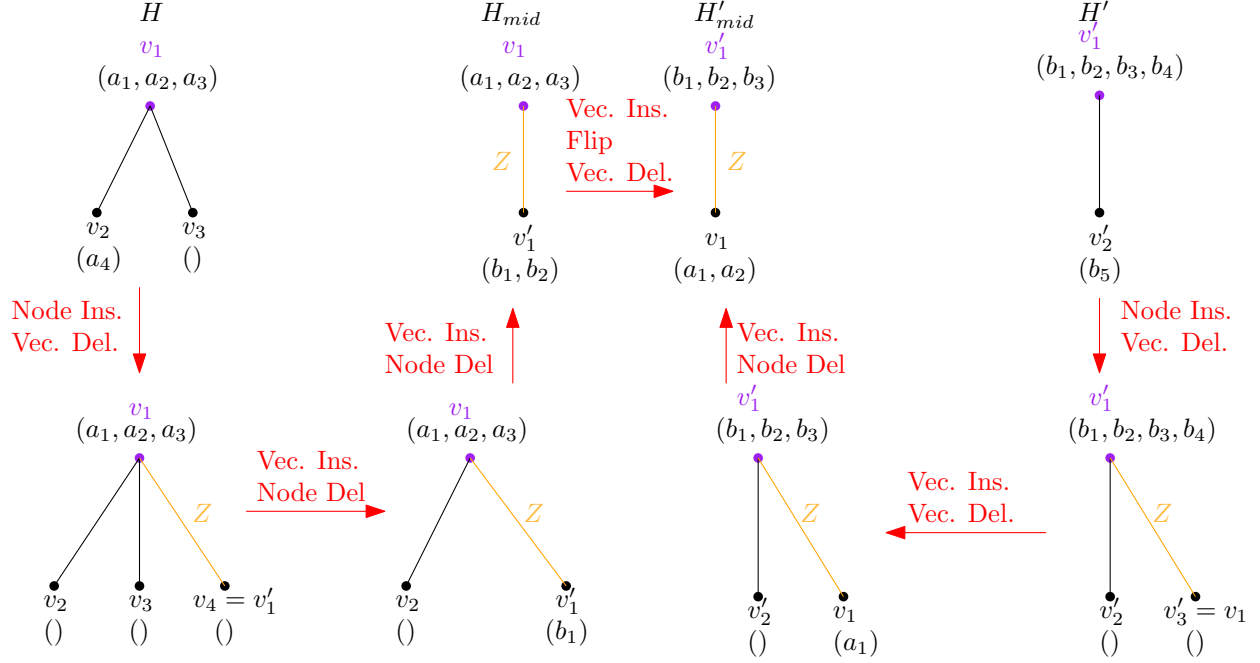 H
H_{mid}
H'_{mid}
H'
v_1
v_1
v'_1
v'_1
(a_1, a_2, a_3)
(a_1, a_2, a_3)
(b_1, b_2, b_3)
(b_1, b_2, b_3, b_4)
Vec. Ins.
Flip
Vec. Del.
Z
Z
v_2
(a_4)
v_3
()
v'_1
(b_1, b_2)
v_1
(a_1, a_2)
v'_2
(b_5)
Node Ins.
Vec. Del.
Vec. Ins.
Node Del
Vec. Ins.
Node Del
Node Ins.
Vec. Del.
v_1
(a_1, a_2, a_3)
v_1
(a_1, a_2, a_3)
v'_1
(b_1, b_2, b_3)
v'_1
(b_1, b_2, b_3, b_4)
Z
Vec. Ins.
Node Del
Z
Z
Vec. Ins.
Vec. Del.
Z
v_2
()
v_3
()
v_4 = v'_1
()
v_2
()
v'_1
(b_1)
v'_2
()
v_1
(a_1)
v'_2
()
v'_3 = v_1
()